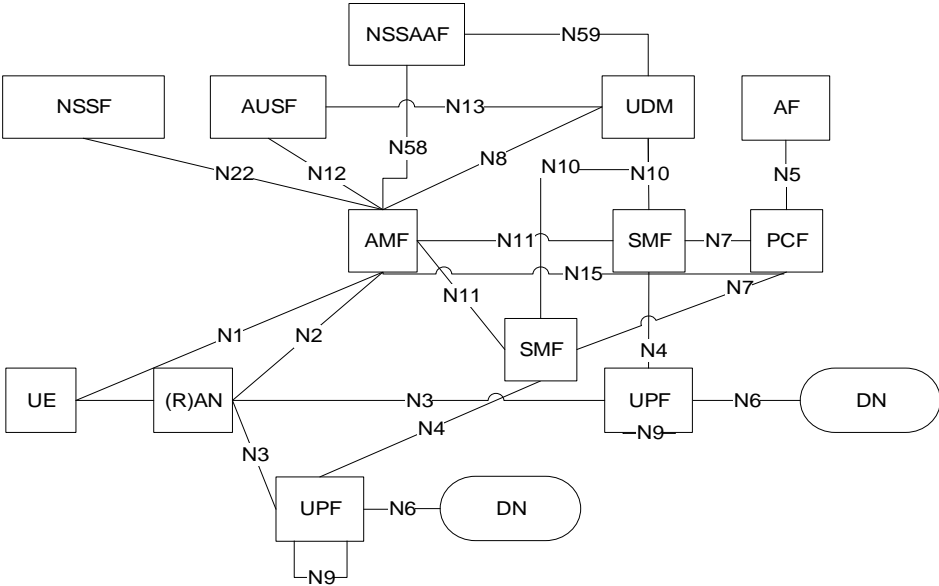 NSSAAF
N59
NSSF
AUSF
N13
UDM
AF
N58
N22
N12
N8
N10
N10
N5
AMF
N11
SMF
N7
PCF
N15
N11
N7
N1
N2
SMF
N4
UE
(R)AN
N3
UPF
N6
DN
N4
N9
N3
UPF
N6
DN
N9